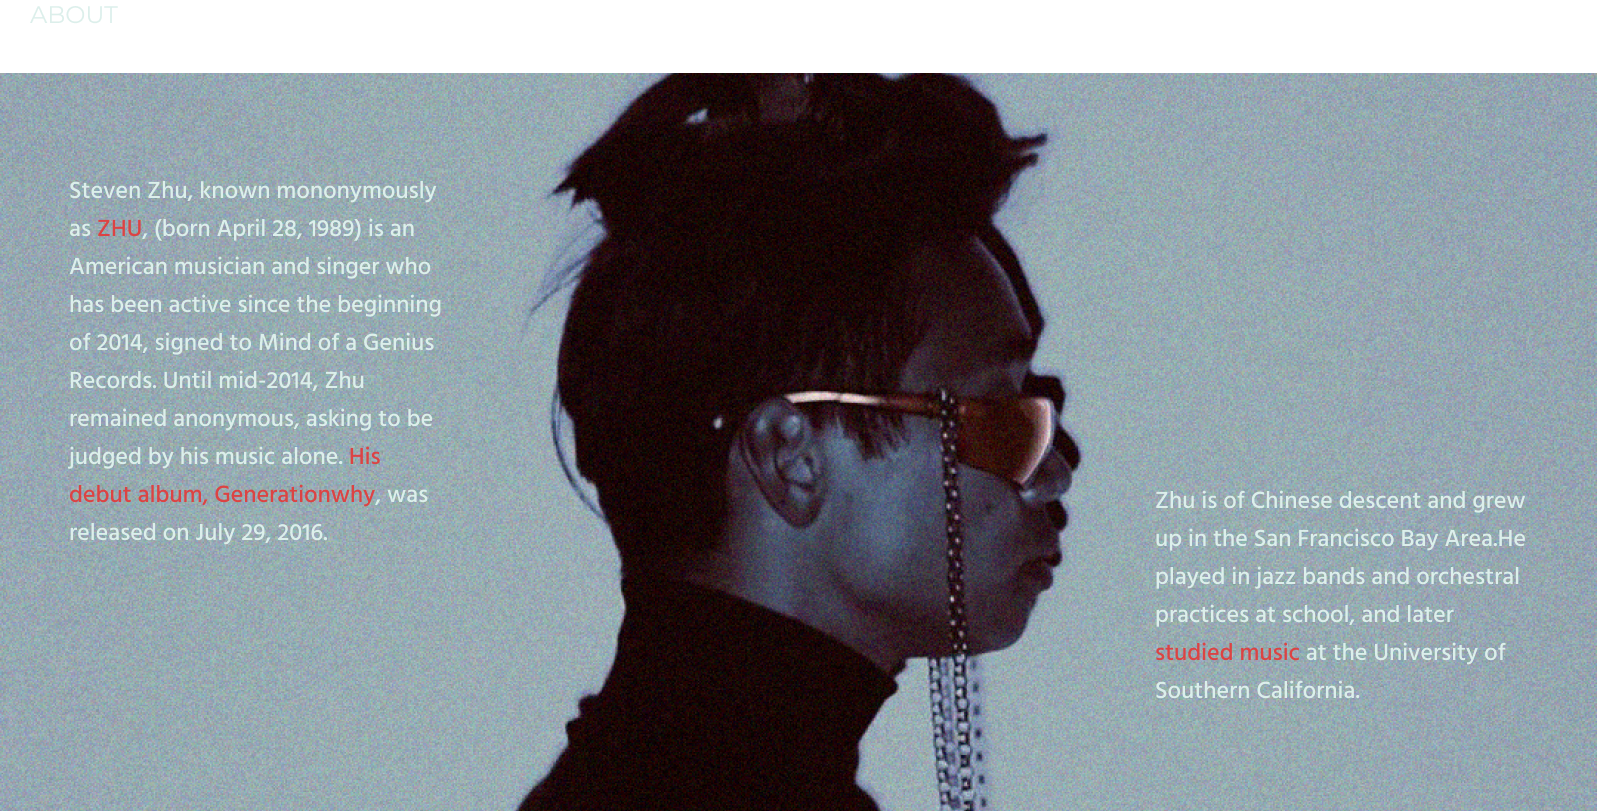 ABOUT
Steven Zhu, known mononymously
as ZHU, (born April 28, 1989) is an
American musician and singer who
has been active since the beginning
of 2014, signed to Mind of a Genius
Records. Until mid-2014, Zhu
remained anonymous, asking to be
judged by his music alone. His
debut album, Generationwhy, was
released on July 29, 2016.
Zhu is of Chinese descent and grew
up in the San Francisco Bay Area.He
played in jazz bands and orchestral
practices at school, and later
studied music at the University of
Southern California.